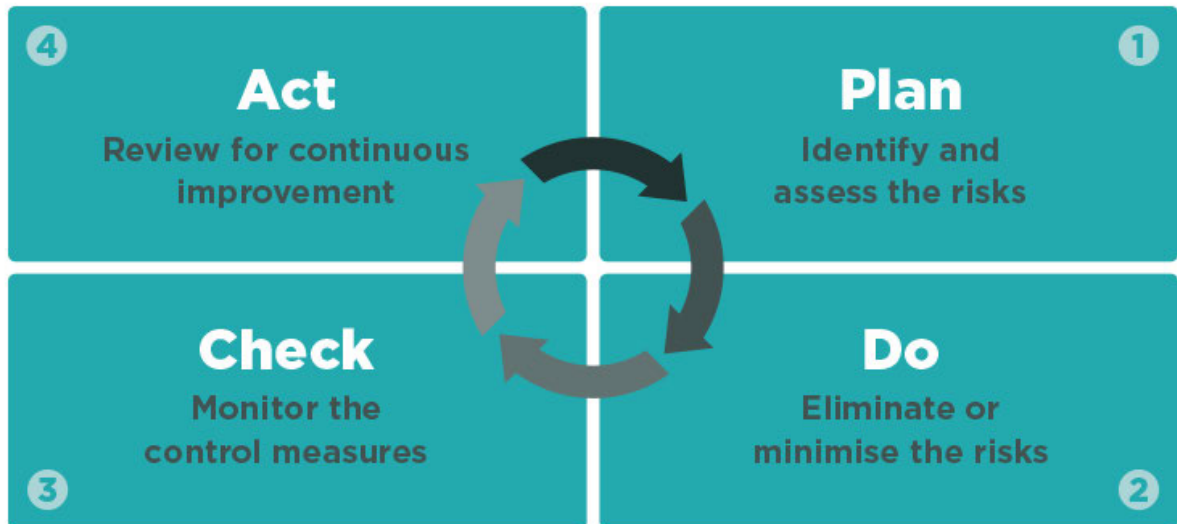 4
Act
Review for continuous
improvement
1
Plan
Identify and
assess the risks
Check
Monitor the
control measures
3
Do
Eliminate or
minimise the risks
2